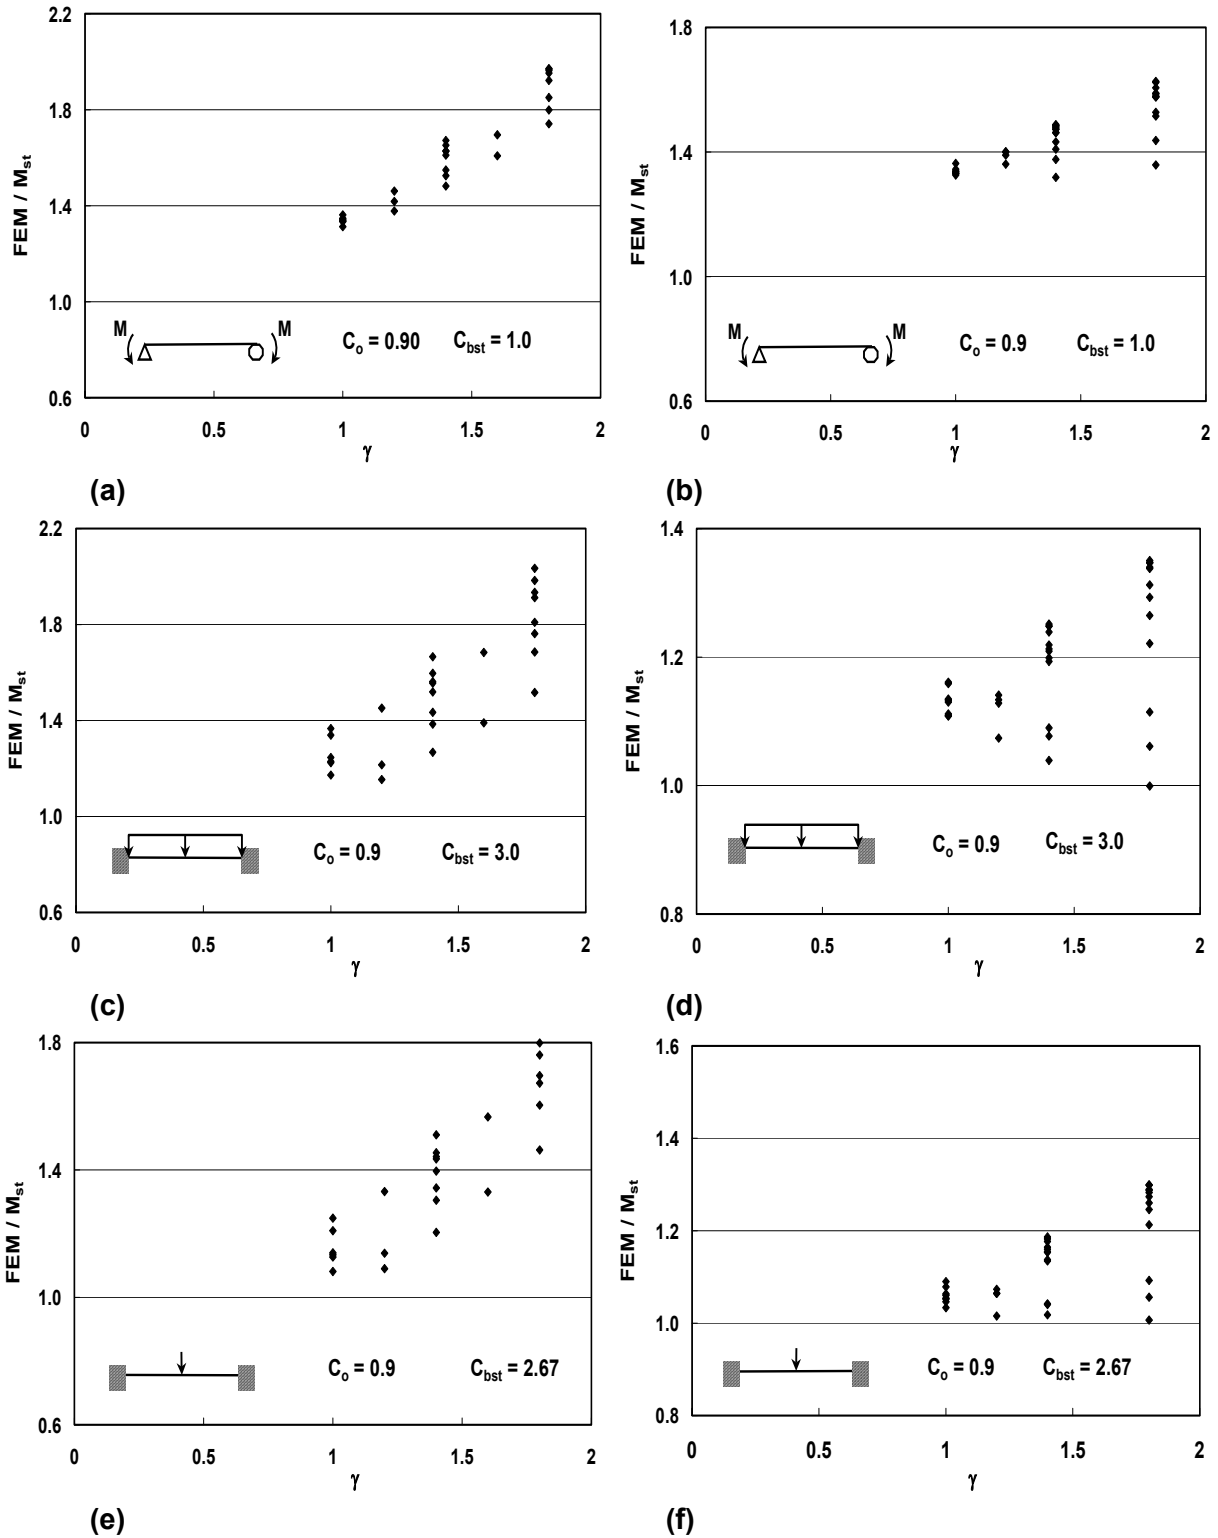 2.2
1.8
1.4
1.0
0.6
FEM / Mst
M M
Co = 0.90 Cbst = 1.0
0 0.5 1 1.5 2
γ
(a)
1.8
1.4
1.0
0.6
FEM / Mst
M M
Co = 0.9 Cbst = 1.0
0 0.5 1 1.5 2
γ
(b)
2.2
1.8
1.4
1.0
0.6
FEM / Mst
Co = 0.9 Cbst = 3.0
0 0.5 1 1.5 2
γ
(c)
1.4
1.2
1.0
0.8
FEM / Mst
Co = 0.9 Cbst = 3.0
0 0.5 1 1.5 2
γ
(d)
1.8
1.4
1.0
0.6
FEM / Mst
Co = 0.9 Cbst = 2.67
0 0.5 1 1.5 2
γ
(e)
1.6
1.4
1.2
1.0
0.8
FEM / Mst
Co = 0.9 Cbst = 2.67
0 0.5 1 1.5 2
γ
(f)